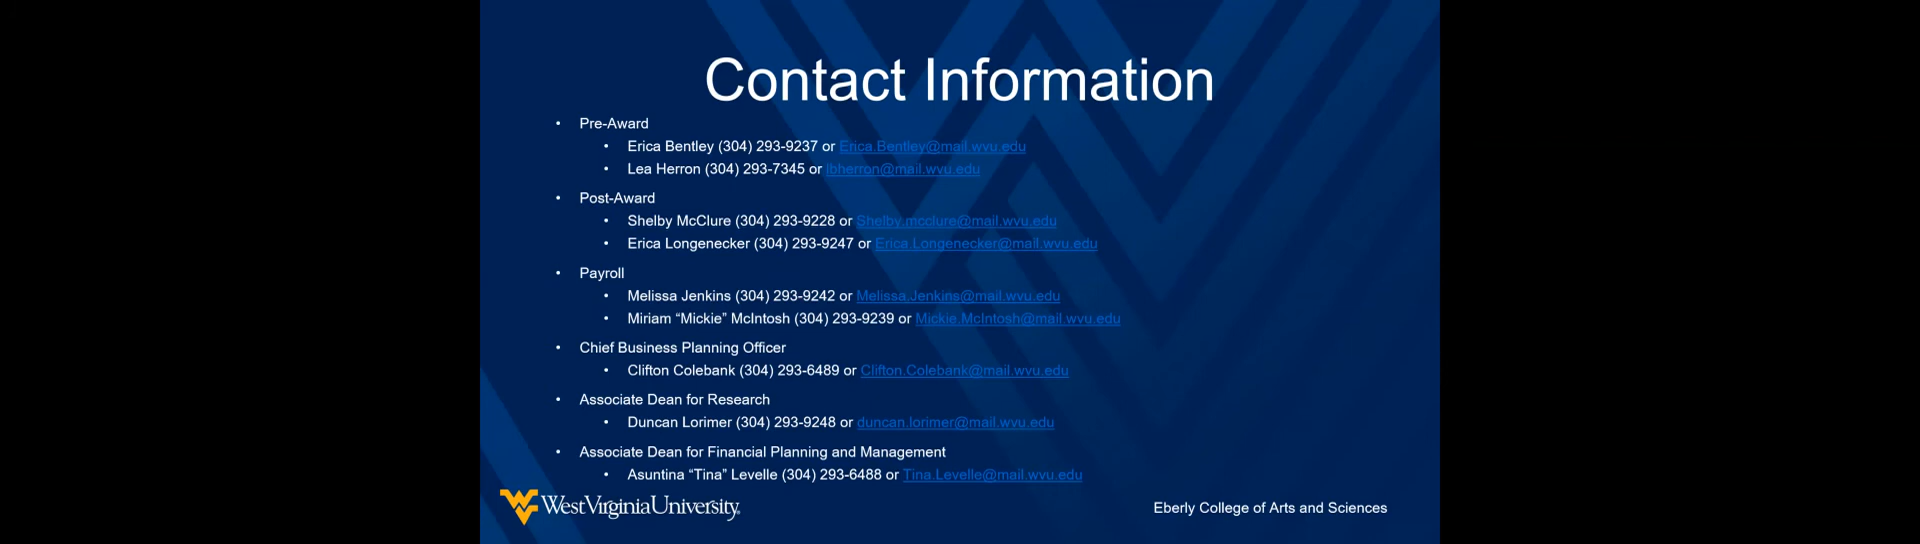 Contact Information
• Pre-Award
• Erica Bentley (304) 293-9237 or Erica.Bentley@mail.wvu.edu
• Lea Herron (304) 293-7345 or lbherron@mail.wvu.edu
• Post-Award
• Shelby McClure (304) 293-9228 or Shelby.mcclure@mail.wvu.edu
• Erica Longenecker (304) 293-9247 or Erica.Longenecker@mail.wvu.edu
• Payroll
• Melissa Jenkins (304) 293-9242 or Melissa.Jenkins@mail.wvu.edu
• Miriam “Mickie” McIntosh (304) 293-9239 or Mickie.McIntosh@mail.wvu.edu
• Chief Business Planning Officer
• Clifton Colebank (304) 293-6489 or Clifton.Colebank@mail.wvu.edu
• Associate Dean for Research
• Duncan Lorimer (304) 293-9248 or duncan.lorimer@mail.wvu.edu
• Associate Dean for Financial Planning and Management
• Asuntina “Tina” Levelle (304) 293-6488 or Tina.Levelle@mail.wvu.edu
WestVirginiaUniversity
Eberly College of Arts and Sciences